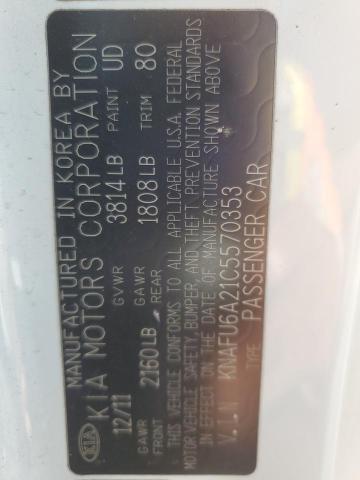 MANUFACTURED IN KOREA BY
KIA KIA MOTORS CORPORATION
12/11 GVWR 3814LB PAINT UD
GAWR FRONT 2160LB GAWR REAR 1808LB TRIM 80
THIS VEHICLE CONFORMS TO ALL APPLICABLE U.S.A. FEDERAL
MOTOR VEHICLE SAFETY, BUMPER, AND THEFT PREVENTION STANDARDS
IN EFFECT ON THE DATE OF MANUFACTURE SHOWN ABOVE
V.I.N KNAFU6A21C5570353
TYPE PASSENGER CAR